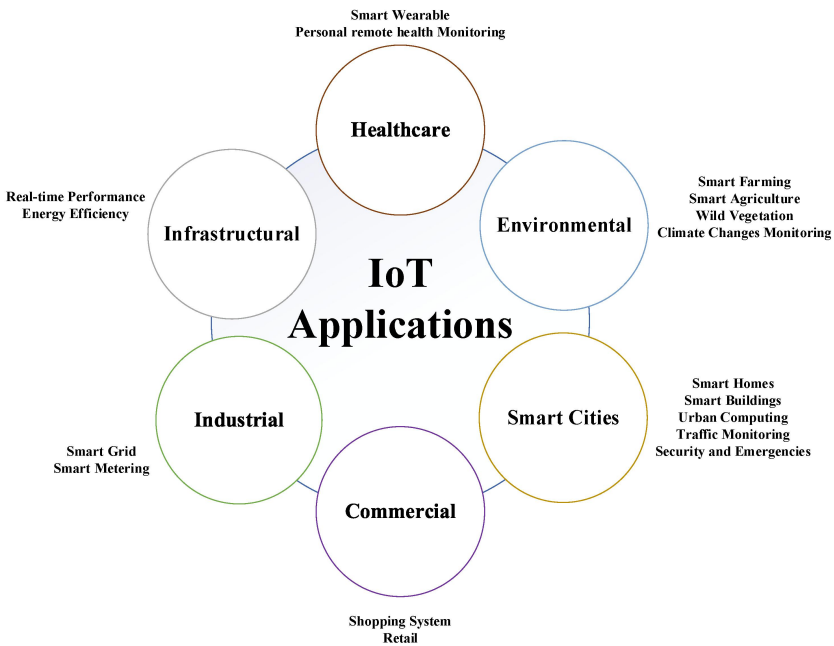 Smart Wearable
Personal remote health Monitoring
Healthcare
Real-time Performance
Energy Efficiency
Infrastructural
Environmental
Smart Farming
Smart Agriculture
Wild Vegetation
Climate Changes Monitoring
IoT
Applications
Industrial
Smart Grid
Smart Metering
Smart Cities
Smart Homes
Smart Buildings
Urban Computing
Traffic Monitoring
Security and Emergencies
Commercial
Shopping System
Retail